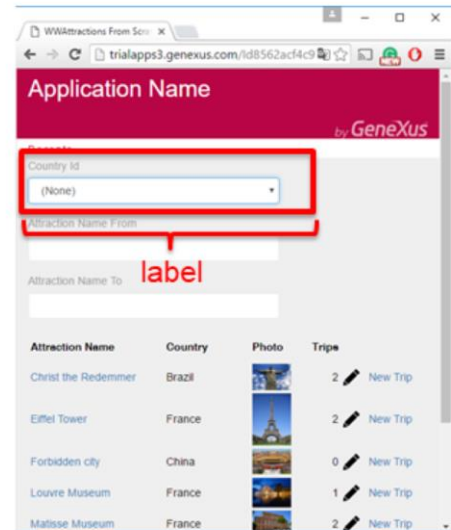 WWAttractions From Scr
trialapps3.genexus.com/Id8562acf4c9
Application Name
by GeneXus
Recents
Country Id
(None)
Attraction Name From
label
Attraction Name To
Attraction Name Country Photo Trips
Christ the Redemmer Brazil 2 New Trip
Eiffel Tower France 2 New Trip
Forbidden city China 0 New Trip
Louvre Museum France 1 New Trip
Matisse Museum France 2 New Trip